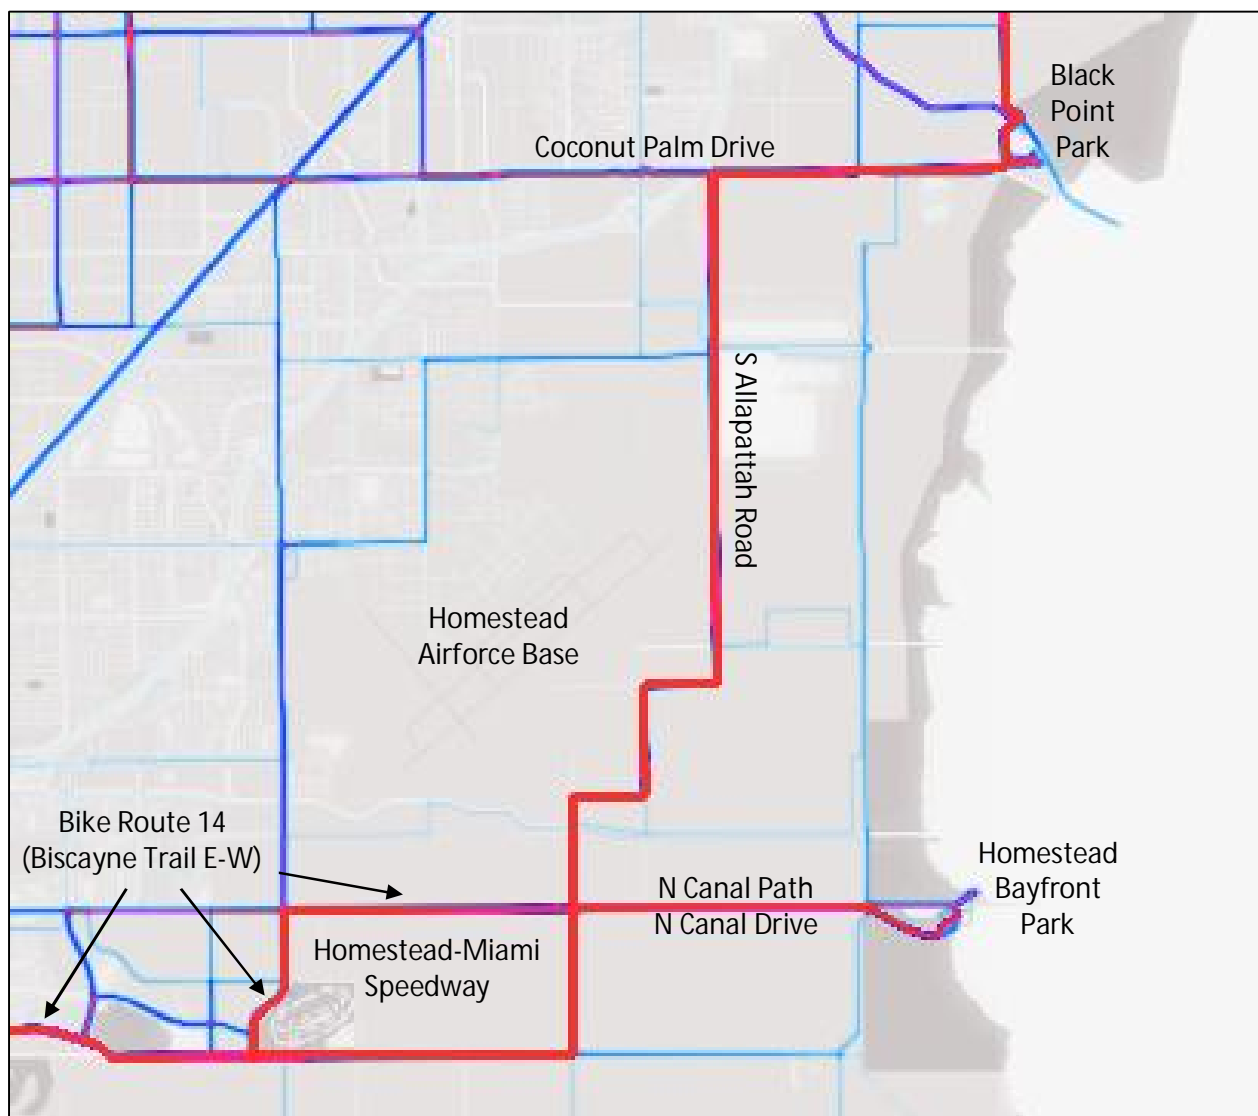 Black
Point
Park
Coconut Palm Drive
S Allapattah Road
Homestead
Airforce Base
Bike Route 14
(Biscayne Trail E-W)
N Canal Path
N Canal Drive
Homestead
Bayfront
Park
Homestead-Miami
Speedway